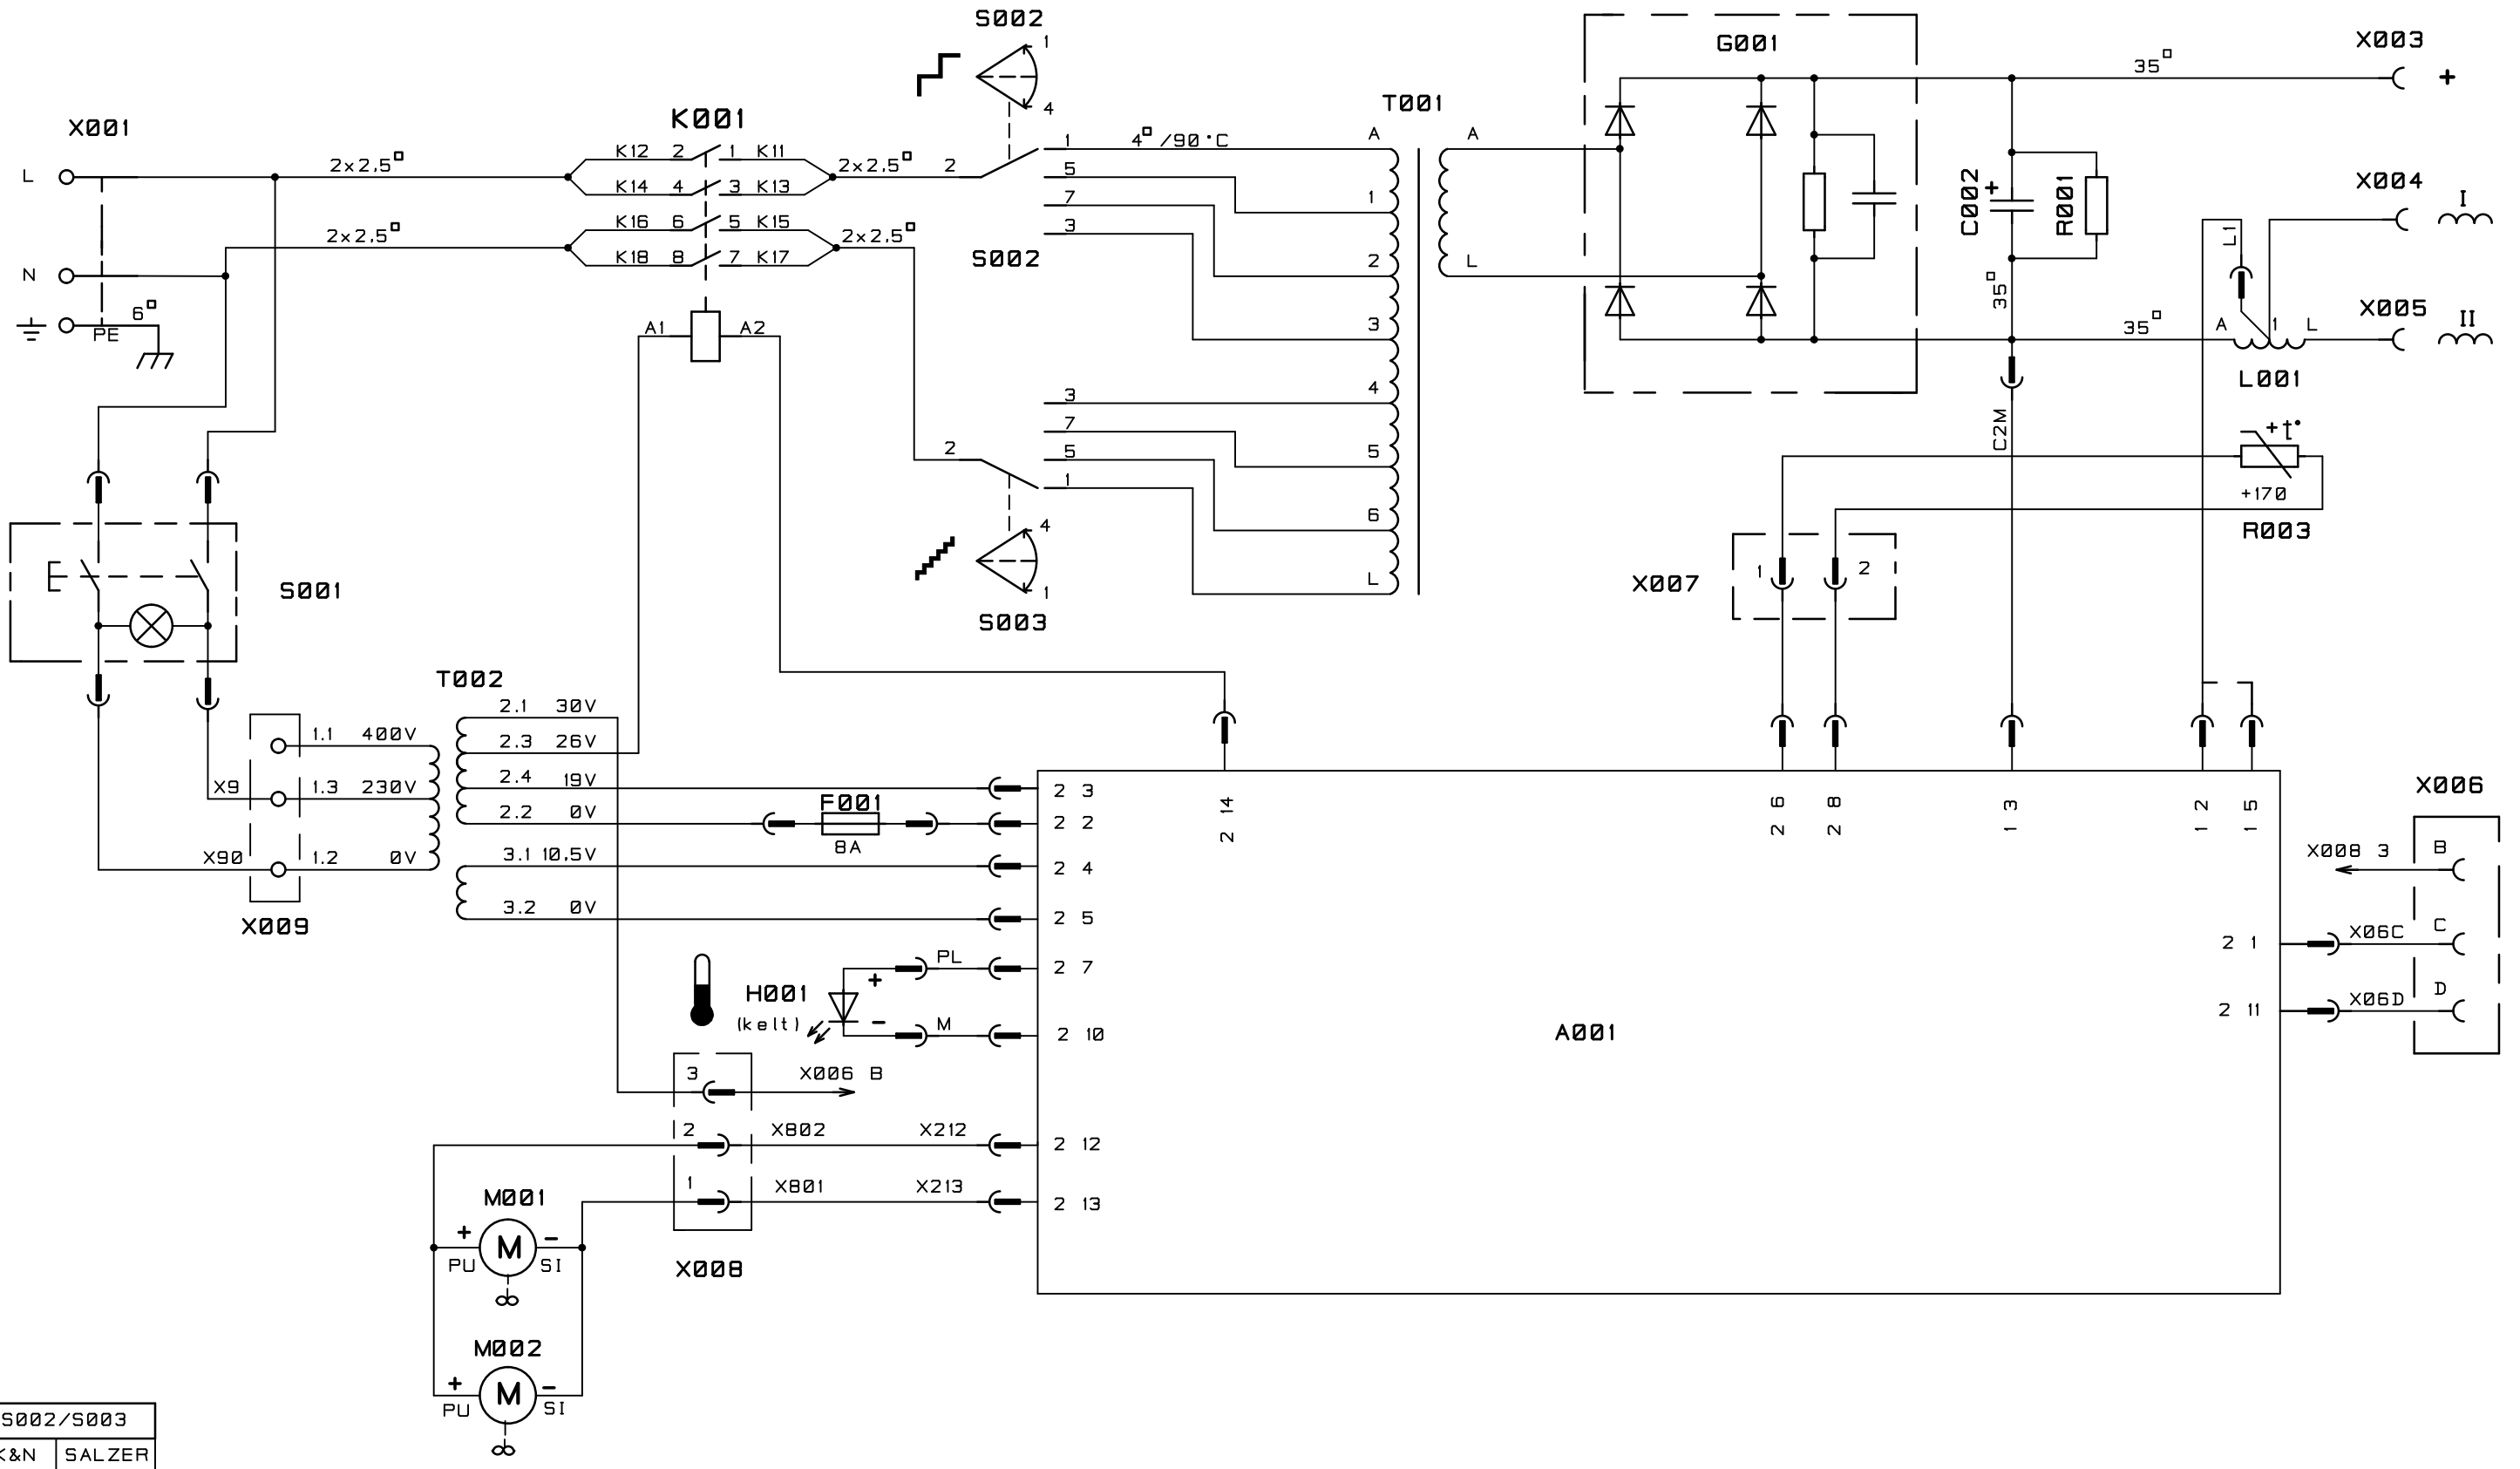 S002
1
G001
X003
35□
+
4
T001
K001
X001
L
2x2,5□
K12 2 1 K11
2x2,5□
2
1
4□/90°C
A
A
K14 4 3 K13
5
1
7
C002
+
R001
X004
I
K16 6 5 K15
2x2,5□
2x2,5□
3
K18 8 7 K17
S002
2
L
L1
N
6□
PE
A1
A2
3
35□
35□
A 1 L
X005
II
L001
4
3
7
2
5
5
C2M
+t°
1
+170
4
6
R003
S001
1
2
X007
L
1
S003
T002
2.1 30V
1.1 400V
2.3 26V
2.4 19V
X9
1.3 230V
F001
2 3
2 14
2 6
2 8
1 3
1 2
1 5
X006
2.2 0V
2 2
8A
X90
1.2 0V
3.1 10,5V
2 4
X008 3
B
3.2 0V
2 5
X009
C
X06C
2 1
PL
2 7
H001
+
D
X06D
(kelt)
−
M
2 10
2 11
A001
3
X006 B
2
X802
X212
2 12
1
X801
X213
2 13
M001
+
M
−
PU
SI
X008
M002
+
M
−
PU
SI
S002/S003
K&N
SALZER